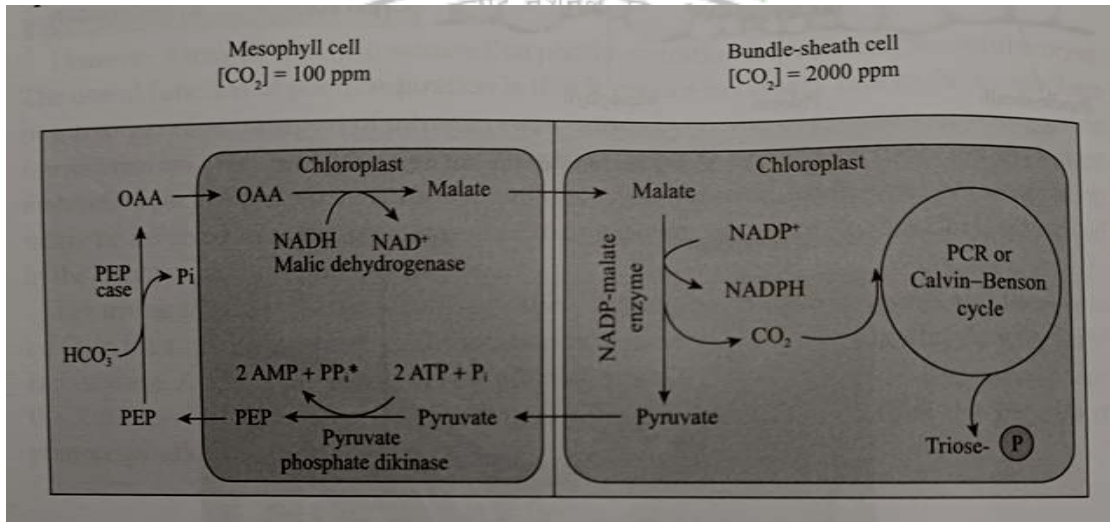 Mesophyll cell
[CO₂] = 100 ppm
Bundle-sheath cell
[CO₂] = 2000 ppm
Chloroplast
OAA
OAA
Malate
NADH
NAD⁺
Malic dehydrogenase
PEP
case
Pi
HCO₃⁻
2 AMP + PPᵢ*
2 ATP + Pᵢ
PEP
PEP
Pyruvate
Pyruvate
phosphate dikinase
Chloroplast
Malate
NADP-malate
enzyme
NADP⁺
NADPH
CO₂
Pyruvate
PCR or
Calvin–Benson
cycle
Triose- P